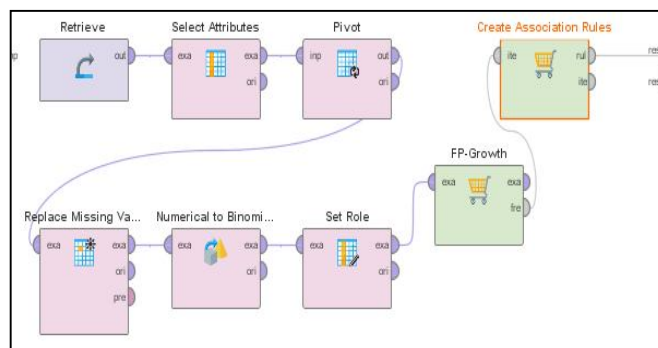 Retrieve
Select Attributes
Pivot
Create Association Rules
np
out
exa
exa
ori
inp
out
ori
ite
rul
ite
res
res
FP-Growth
exa
exa
fre
Replace Missing Va...
Numerical to Binomi...
Set Role
exa
exa
ori
pre
exa
exa
ori
exa
exa
ori